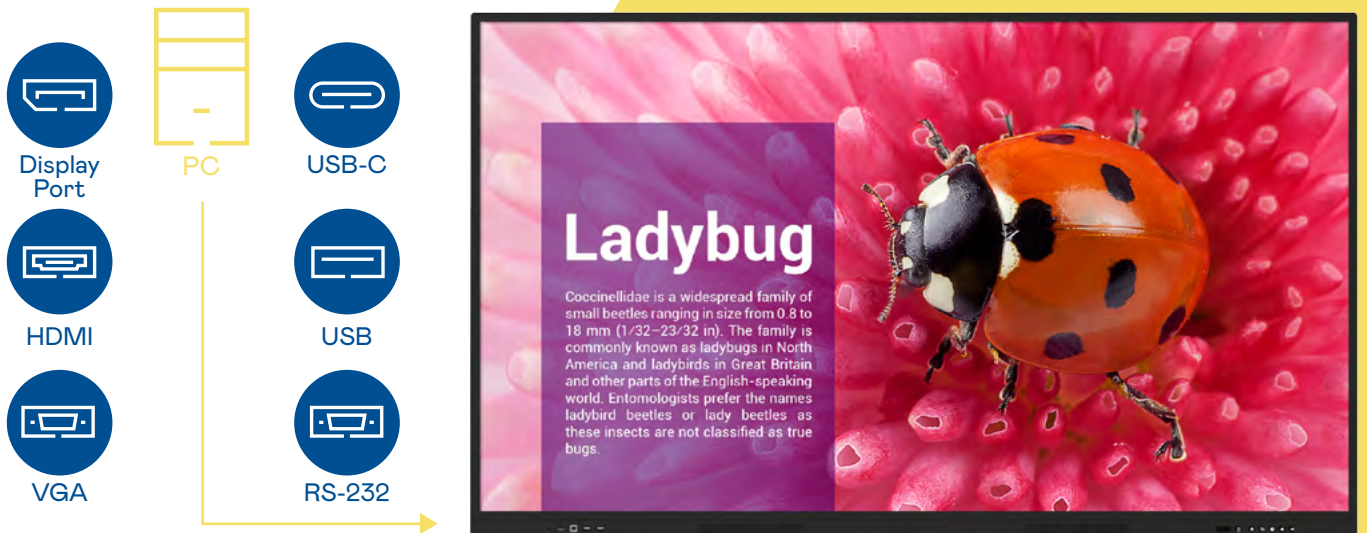 Display
Port
PC
USB-C
HDMI
USB
VGA
RS-232
Ladybug
Coccinellidae is a widespread family of
small beetles ranging in size from 0.8 to
18 mm (1/32–23/32 in). The family is
commonly known as ladybugs in North
America and ladybirds in Great Britain
and other parts of the English-speaking
world. Entomologists prefer the names
ladybird beetles or lady beetles as
these insects are not classified as true
bugs.